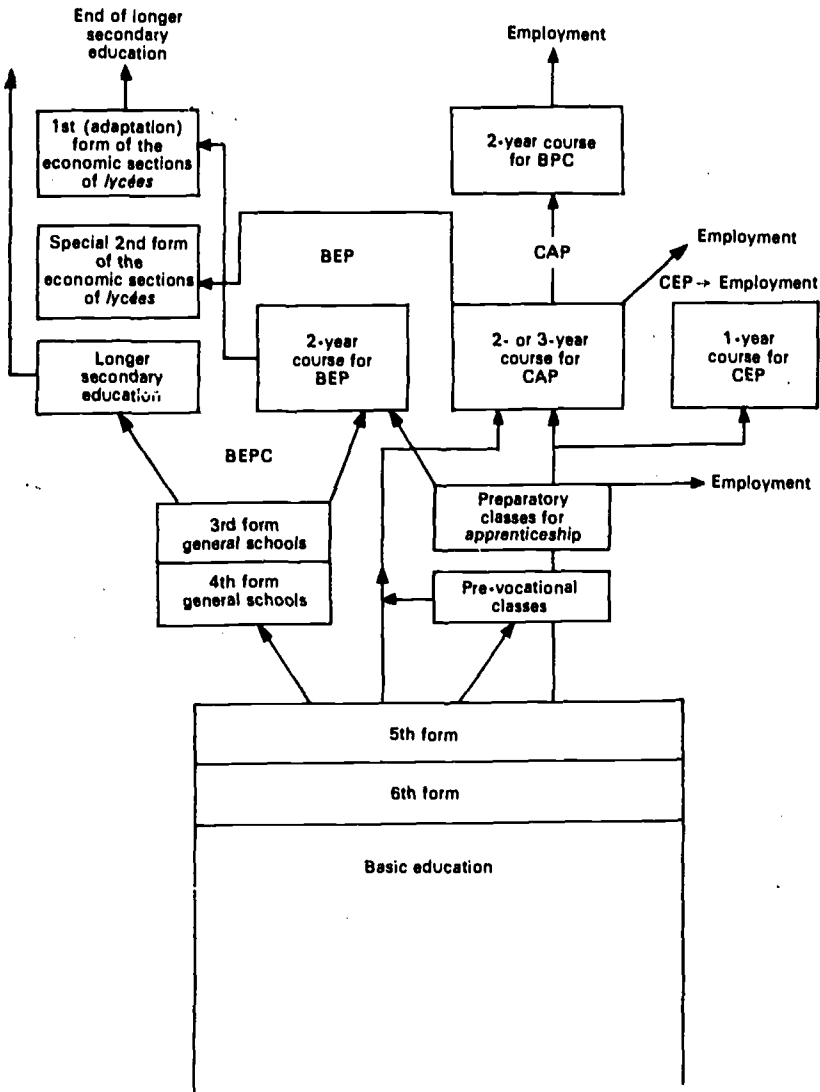 End of longer
secondary
education
Employment
1st (adaptation)
form of the
economic sections
of lycées
2-year course
for BPC
Special 2nd form
of the
economic sections
of lycées
BEP
CAP
Employment
CEP → Employment
Longer
secondary
education
2-year
course for
BEP
2- or 3-year
course for
CAP
1-year
course for
CEP
BEPC
3rd form
general schools
4th form
general schools
Preparatory
classes for
apprenticeship
Employment
Pre-vocational
classes
5th form
6th form
Basic education